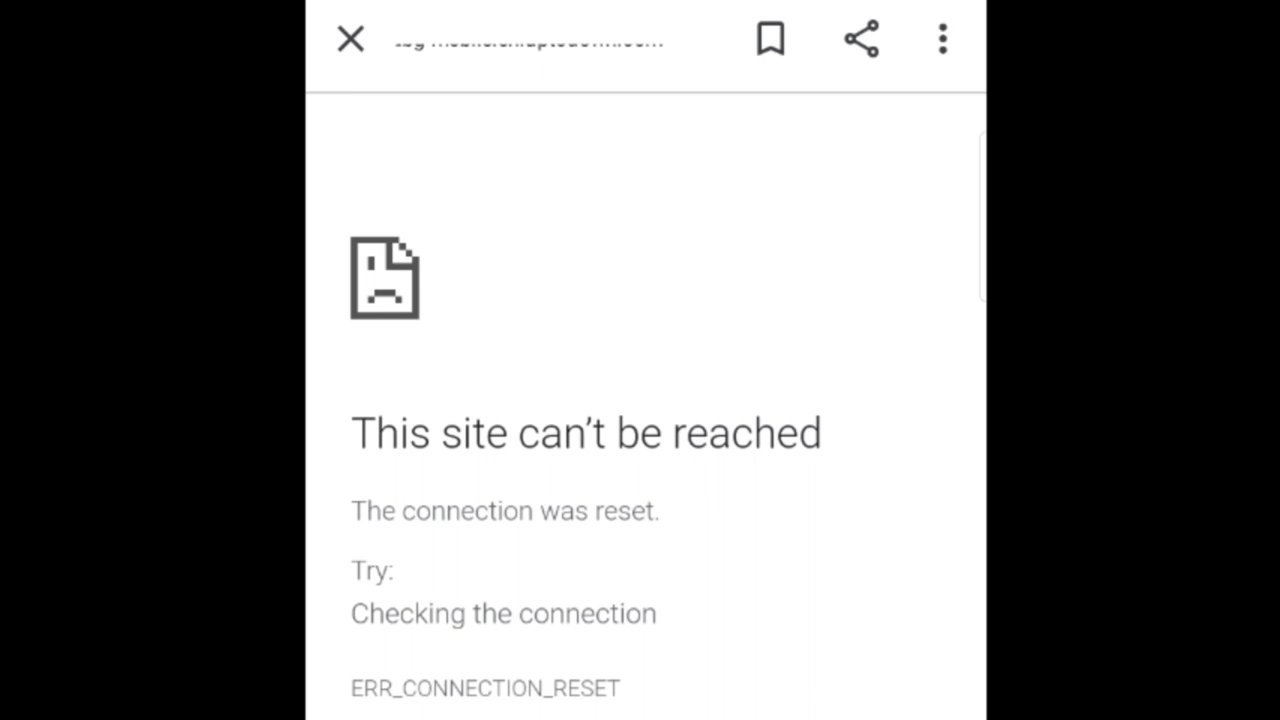 This site can't be reached
The connection was reset.
Try:
Checking the connection
ERR_CONNECTION_RESET